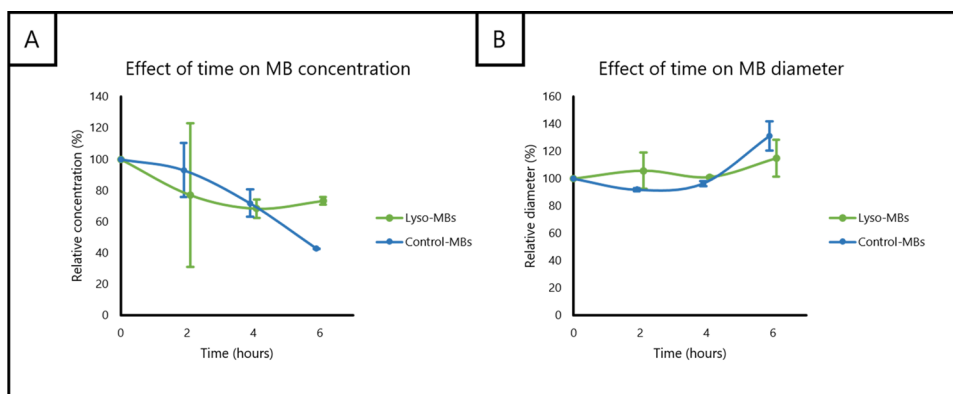 A
Effect of time on MB concentration
140
120
100
80
60
40
20
0
Relative concentration (%)
0 2 4 6
Time (hours)
Lyso-MBs
Control-MBs
B
Effect of time on MB diameter
160
140
120
100
80
60
40
20
0
Relative diameter (%)
0 2 4 6
Time (hours)
Lyso-MBs
Control-MBs